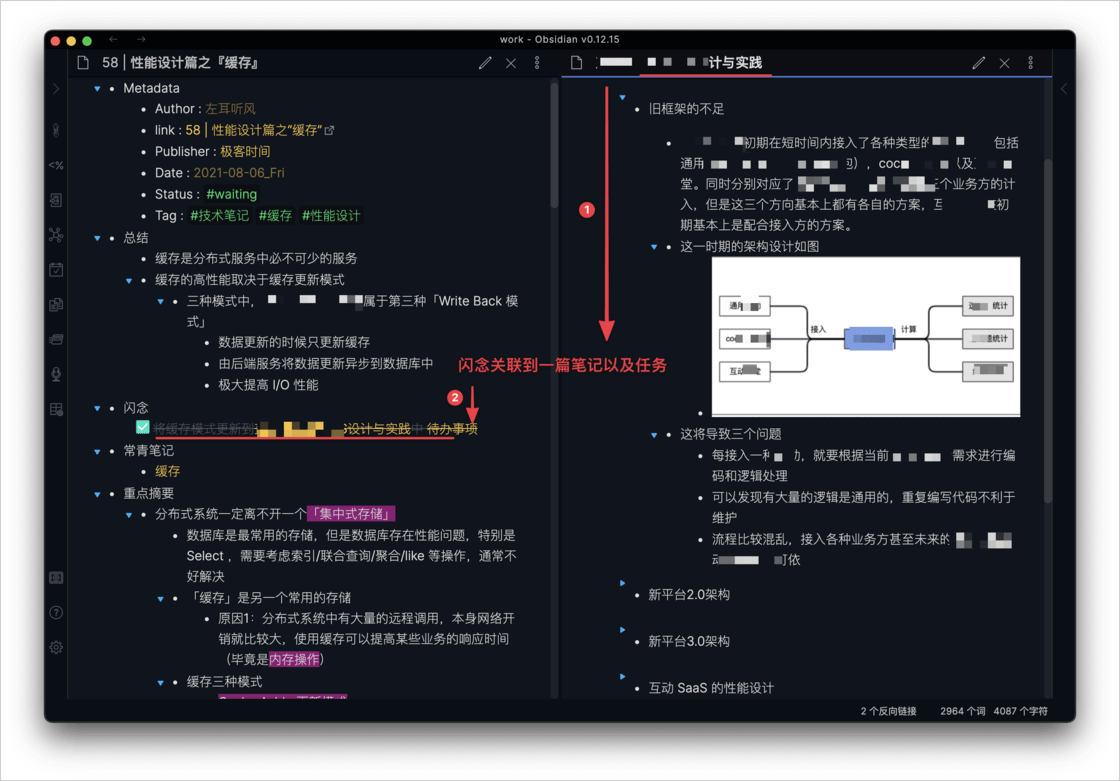 work - Obsidian v0.12.15
58 | 性能设计篇之『缓存』
Metadata
Author : 左耳听风
link : 58 | 性能设计篇之“缓存”
Publisher : 极客时间
Date : 2021-08-06_Fri
Status : #waiting
Tag : #技术笔记 #缓存 #性能设计
总结
缓存是分布式服务中必不可少的服务
缓存的高性能取决于缓存更新模式
三种模式中，属于第三种「Write Back 模
式」
数据更新的时候只更新缓存
由后端服务将数据更新异步到数据库中
极大提高 I/O 性能
闪念
将缓存模式更新到设计与实践中 待办事项
常青笔记
缓存
重点摘要
分布式系统一定离不开一个「集中式存储」
数据库是最常用的存储，但是数据库存在性能问题，特别是
Select ，需要考虑索引/联合查询/聚合/like 等操作，通常不
好解决
「缓存」是另一个常用的存储
原因1：分布式系统中有大量的远程调用，本身网络开
销就比较大，使用缓存可以提高某些业务的响应时间
（毕竟是内存操作）
缓存三种模式
1
闪念关联到一篇笔记以及任务
2
计与实践
旧框架的不足
初期在短时间内接入了各种类型的 包括
通用 包），coc （及
堂。同时分别对应了 三个业务方的计
入，但是这三个方向基本上都有各自的方案，初
期基本上是配合接入方的方案。
这一时期的架构设计如图
通
接入
计算
统计
coc
统计
互
这将导致三个问题
每接入一种 动，就要根据当前 需求进行编
码和逻辑处理
可以发现有大量的逻辑是通用的，重复编写代码不利于
维护
流程比较混乱，接入各种业务方甚至未来的
动 可依
新平台2.0架构
新平台3.0架构
互动 SaaS 的性能设计
2 个反向链接 2964 个词 4087 个字符